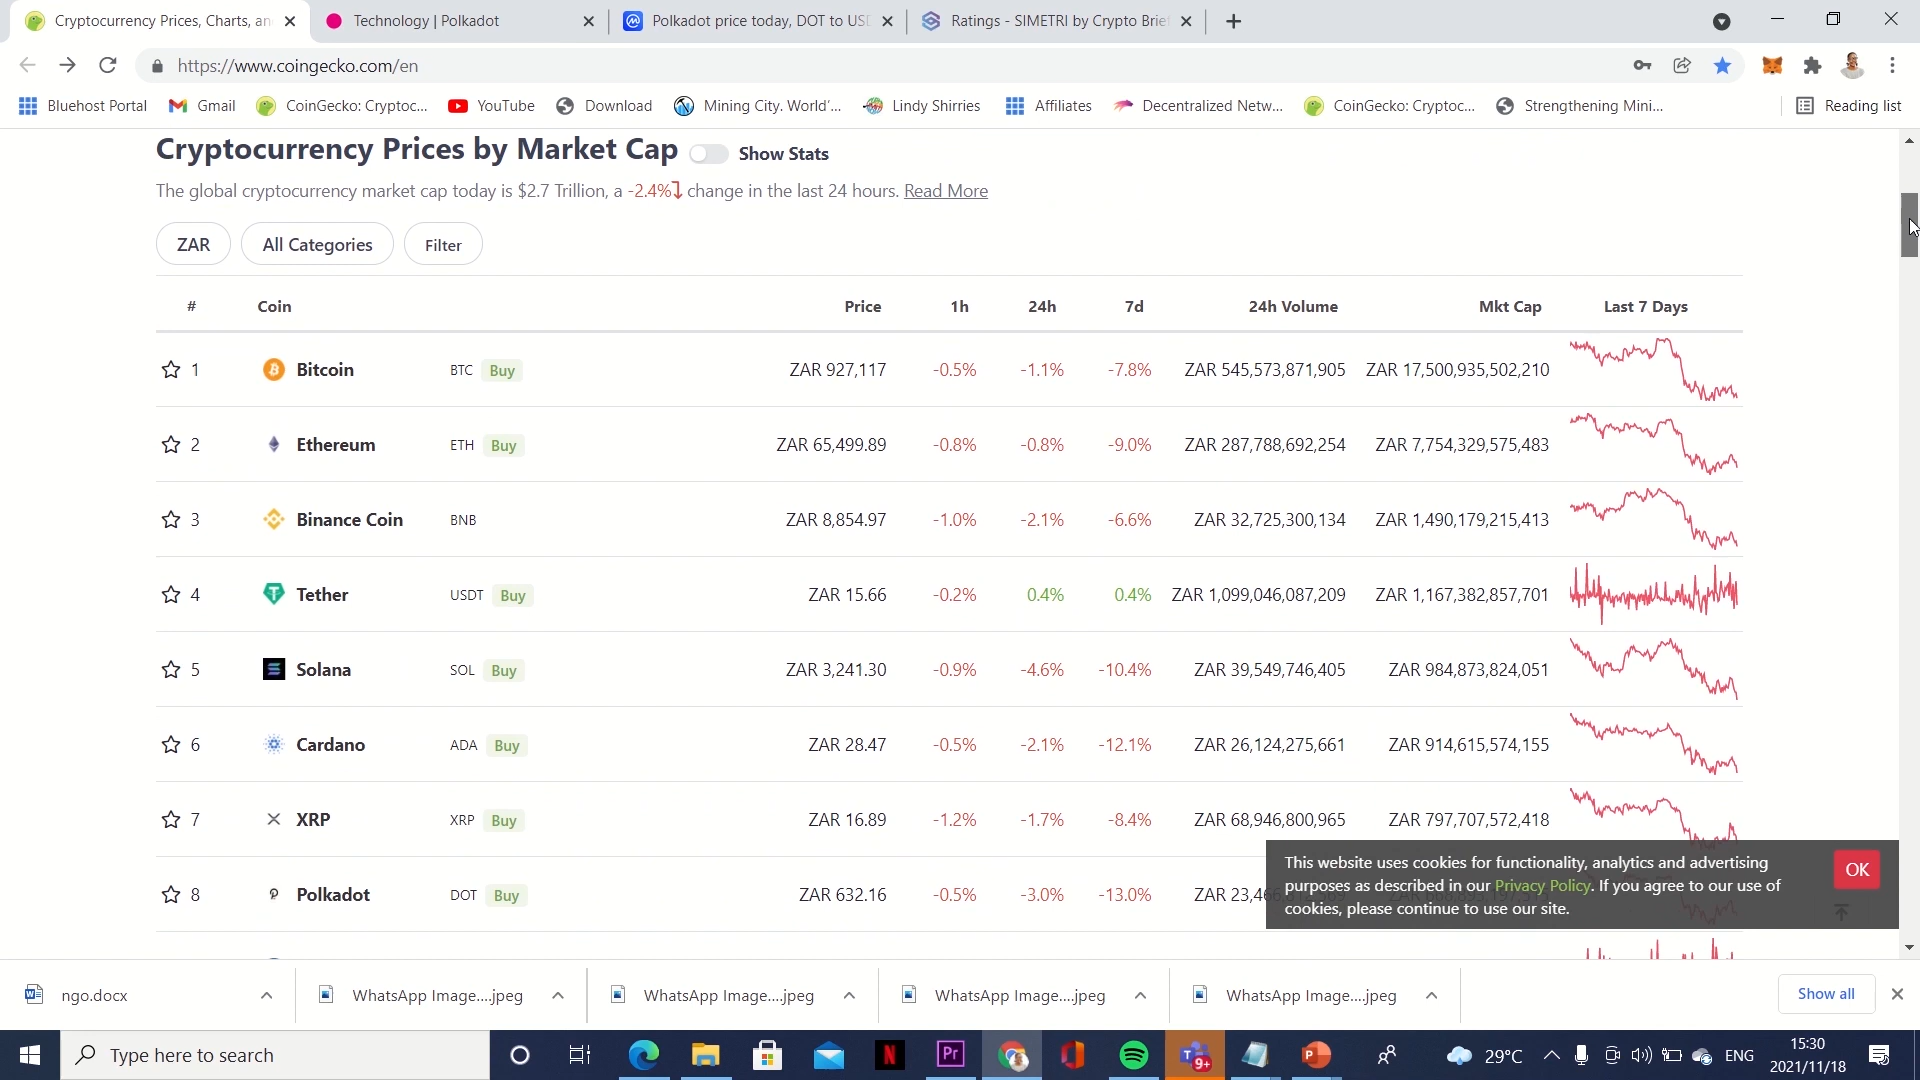 Cryptocurrency Prices, Charts, an
Technology | Polkadot
Polkadot price today, DOT to USD
Ratings - SIMETRI by Crypto Brief
https://www.coingecko.com/en
Bluehost Portal
Gmail
CoinGecko: Cryptoc...
YouTube
Download
Mining City. World'...
Lindy Shirries
Affiliates
Decentralized Netw...
CoinGecko: Cryptoc...
Strengthening Mini...
Reading list
Cryptocurrency Prices by Market Cap
Show Stats
The global cryptocurrency market cap today is $2.7 Trillion, a -2.4% change in the last 24 hours. Read More
ZAR
All Categories
Filter
# Coin Price 1h 24h 7d 24h Volume Mkt Cap Last 7 Days
1 Bitcoin BTC Buy ZAR 927,117 -0.5% -1.1% -7.8% ZAR 545,573,871,905 ZAR 17,500,935,502,210
2 Ethereum ETH Buy ZAR 65,499.89 -0.8% -0.8% -9.0% ZAR 287,788,692,254 ZAR 7,754,329,575,483
3 Binance Coin BNB ZAR 8,854.97 -1.0% -2.1% -6.6% ZAR 32,725,300,134 ZAR 1,490,179,215,413
4 Tether USDT Buy ZAR 15.66 -0.2% 0.4% 0.4% ZAR 1,099,046,087,209 ZAR 1,167,382,857,701
5 Solana SOL Buy ZAR 3,241.30 -0.9% -4.6% -10.4% ZAR 39,549,746,405 ZAR 984,873,824,051
6 Cardano ADA Buy ZAR 28.47 -0.5% -2.1% -12.1% ZAR 26,124,275,661 ZAR 914,615,574,155
7 XRP XRP Buy ZAR 16.89 -1.2% -1.7% -8.4% ZAR 68,946,800,965 ZAR 797,707,572,418
8 Polkadot DOT Buy ZAR 632.16 -0.5% -3.0% -13.0% ZAR 23,46
This website uses cookies for functionality, analytics and advertising
purposes as described in our Privacy Policy. If you agree to our use of
cookies, please continue to use our site.
OK
ngo.docx
WhatsApp Image....jpeg
WhatsApp Image....jpeg
WhatsApp Image....jpeg
WhatsApp Image....jpeg
Show all
Type here to search
Pr
9+
29°C
ENG
15:30
2021/11/18